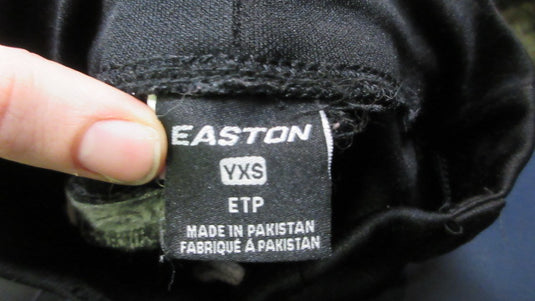 EASTON
YXS
ETP
MADE IN PAKISTAN
FABRIQUÉ À PAKISTAN